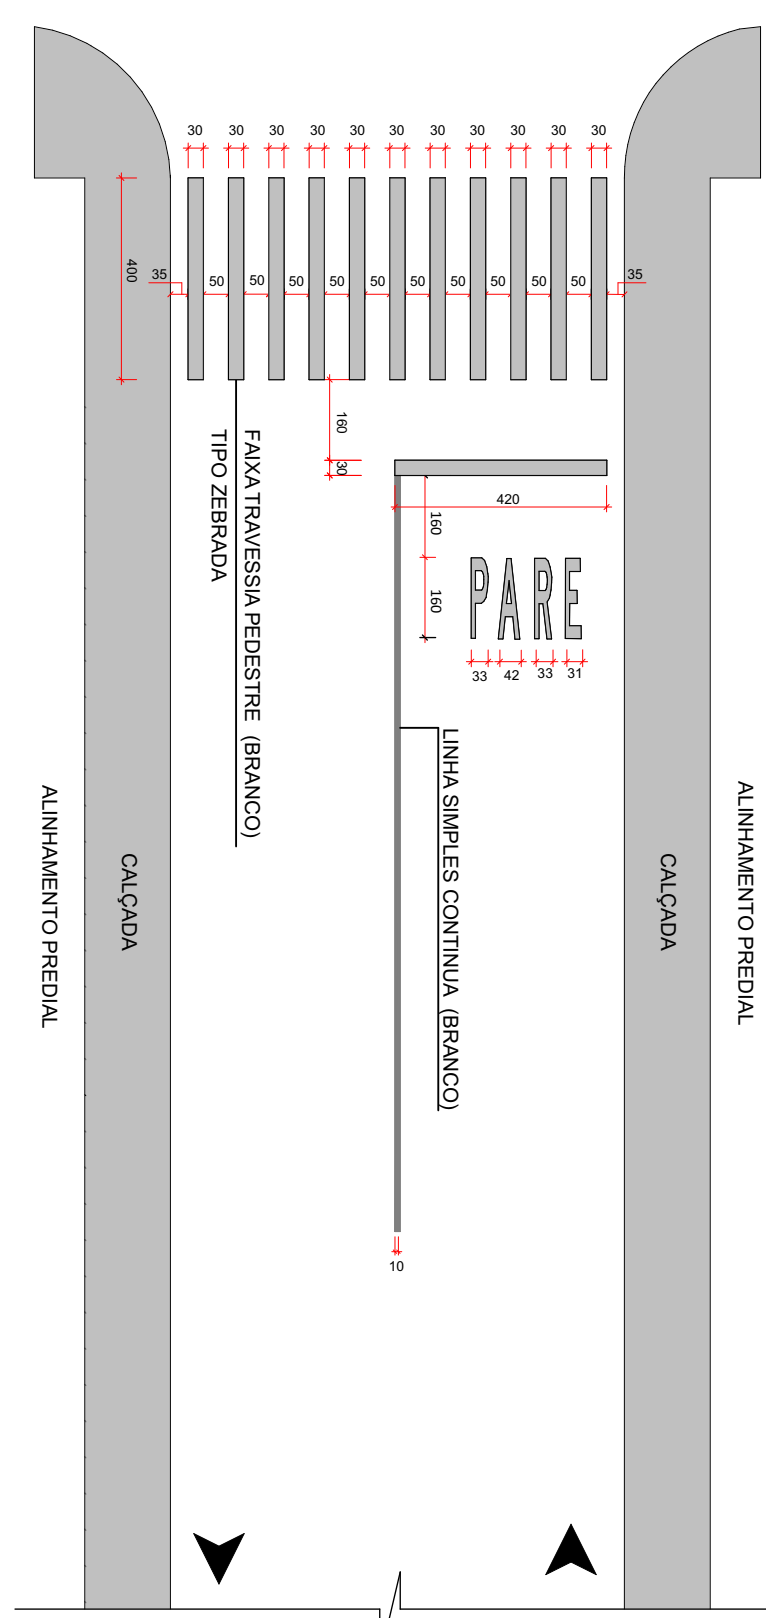 30 30 30 30 30 30 30 30 30 30 30
400
35 50 50 50 50 50 50 50 50 50 50 35
160
30
420
160
160
PARE
33 42 33 31
FAIXA TRAVESSIA PEDESTRE (BRANCO)
TIPO ZEBRADA
LINHA SIMPLES CONTINUA (BRANCO)
ALINHAMENTO PREDIAL
CALÇADA
CALÇADA
ALINHAMENTO PREDIAL
10